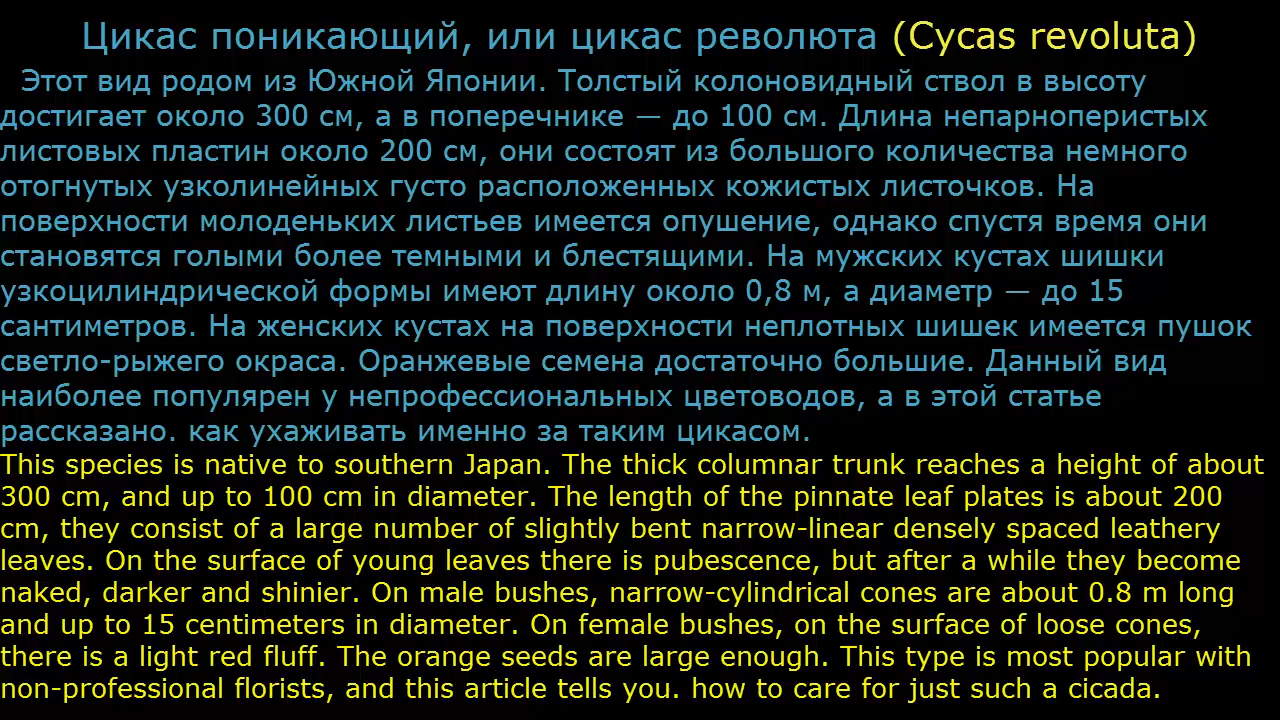 Цикас поникающий, или цикас революта (Cycas revoluta)
Этот вид родом из Южной Японии. Толстый колоновидный ствол в высоту
достигает около 300 см, а в поперечнике — до 100 см. Длина непарноперистых
листовых пластин около 200 см, они состоят из большого количества немного
отогнутых узколинейных густо расположенных кожистых листочков. На
поверхности молоденьких листьев имеется опушение, однако спустя время они
становятся голыми более темными и блестящими. На мужских кустах шишки
узкоцилиндрической формы имеют длину около 0,8 м, а диаметр — до 15
сантиметров. На женских кустах на поверхности неплотных шишек имеется пушок
светло-рыжего окраса. Оранжевые семена достаточно большие. Данный вид
наиболее популярен у непрофессиональных цветоводов, а в этой статье
рассказано. как ухаживать именно за таким цикасом.
This species is native to southern Japan. The thick columnar trunk reaches a height of about
300 cm, and up to 100 cm in diameter. The length of the pinnate leaf plates is about 200
cm, they consist of a large number of slightly bent narrow-linear densely spaced leathery
leaves. On the surface of young leaves there is pubescence, but after a while they become
naked, darker and shinier. On male bushes, narrow-cylindrical cones are about 0.8 m long
and up to 15 centimeters in diameter. On female bushes, on the surface of loose cones,
there is a light red fluff. The orange seeds are large enough. This type is most popular with
non-professional florists, and this article tells you. how to care for just such a cicada.